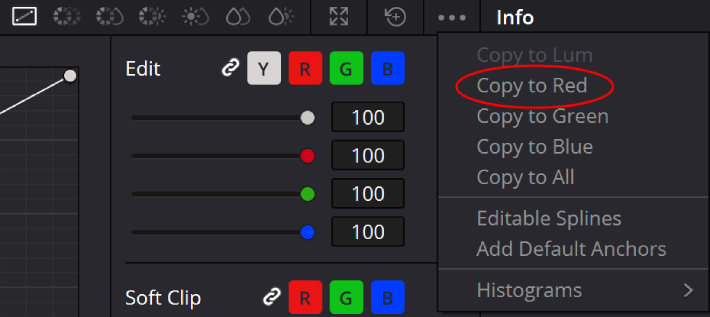 Info
Edit
Y R G B
100
100
100
100
Soft Clip
R G B
Copy to Lum
Copy to Red
Copy to Green
Copy to Blue
Copy to All
Editable Splines
Add Default Anchors
Histograms